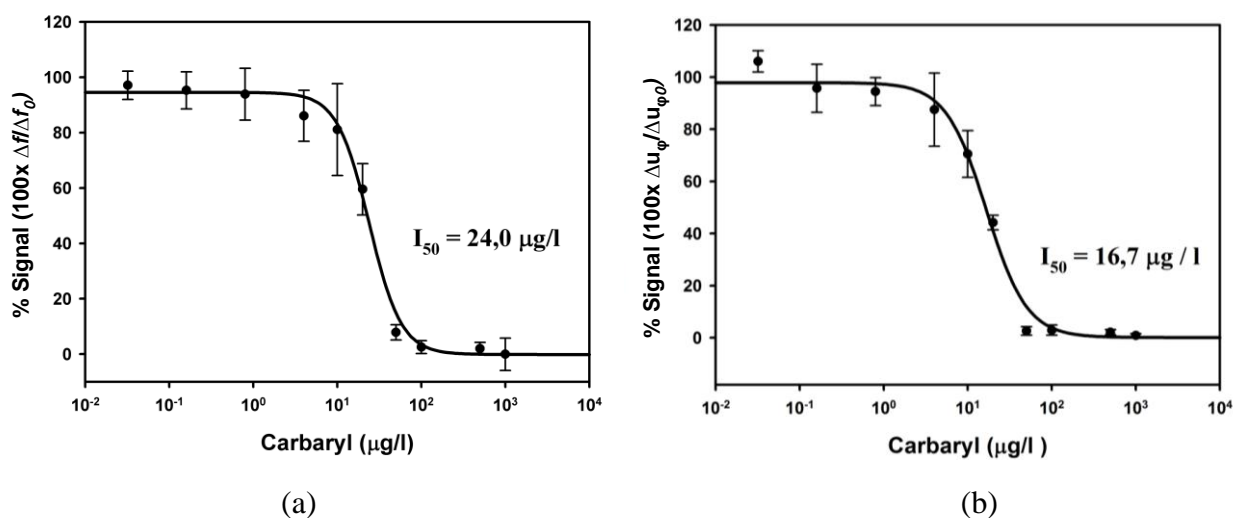 120
100
80
60
40
20
0
% Signal (100x Δf/Δf₀)
I₅₀ = 24,0 µg/l
10⁻² 10⁻¹ 10⁰ 10¹ 10² 10³ 10⁴
Carbaryl (µg/l)
(a)
120
100
80
60
40
20
0
% Signal (100x Δuφ/Δuφ0)
I₅₀ = 16,7 µg / l
10⁻² 10⁻¹ 10⁰ 10¹ 10² 10³ 10⁴
Carbaryl (µg/l )
(b)